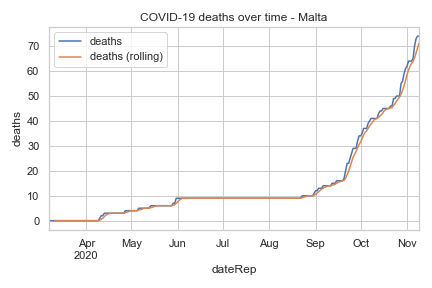 COVID-19 deaths over time - Malta
deaths
deaths (rolling)
deaths
70
60
50
40
30
20
10
0
Apr May Jun Jul Aug Sep Oct Nov
2020
dateRep